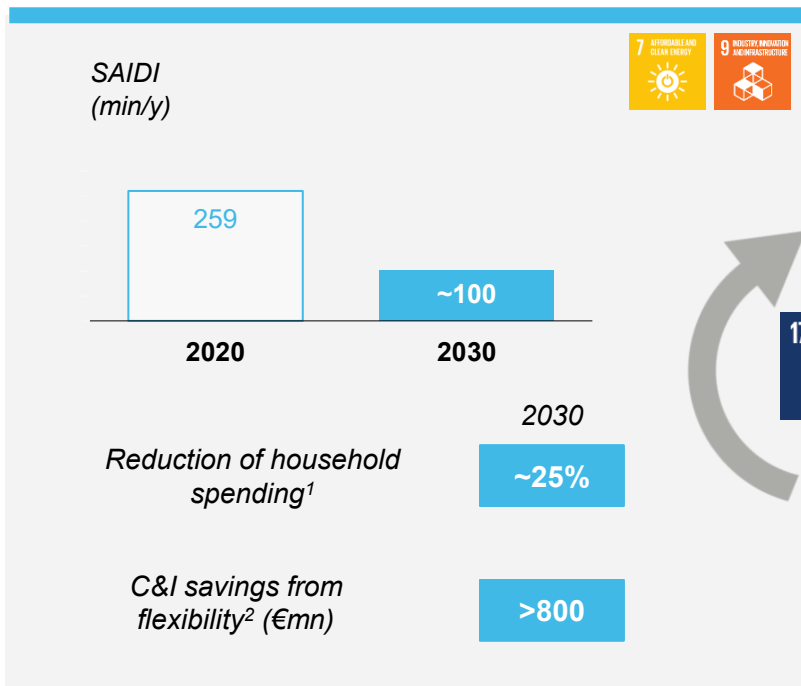 SAIDI
(min/y)
7 AFFORDABLE AND
CLEAN ENERGY
9 INDUSTRY, INNOVATION
AND INFRASTRUCTURE
259
~100
2020
2030
17
2030
Reduction of household
spending¹
~25%
C&I savings from
flexibility² (€mn)
>800